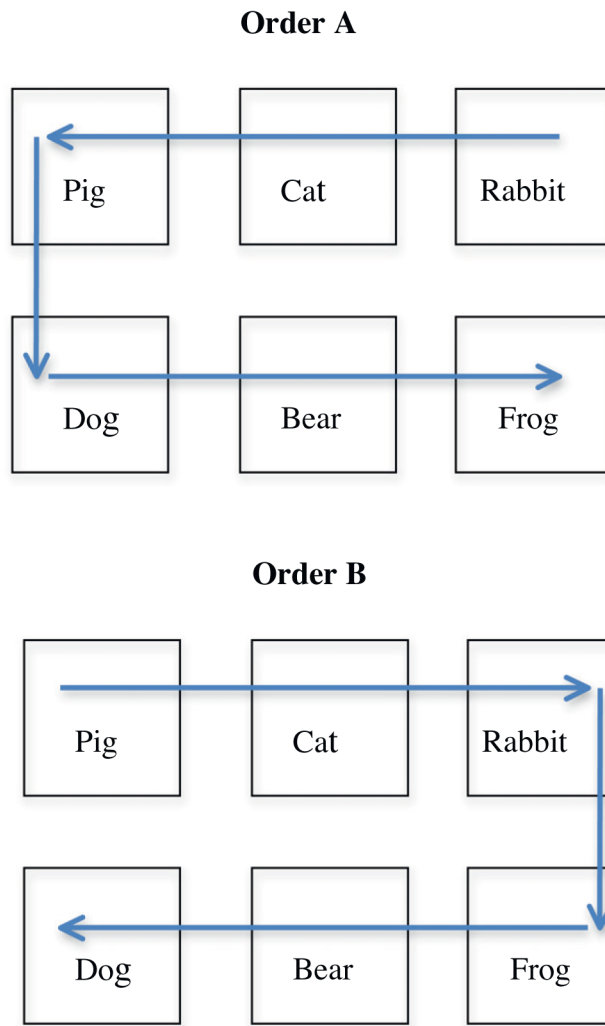 Order A
Pig Cat Rabbit
Dog Bear Frog
Order B
Pig Cat Rabbit
Dog Bear Frog